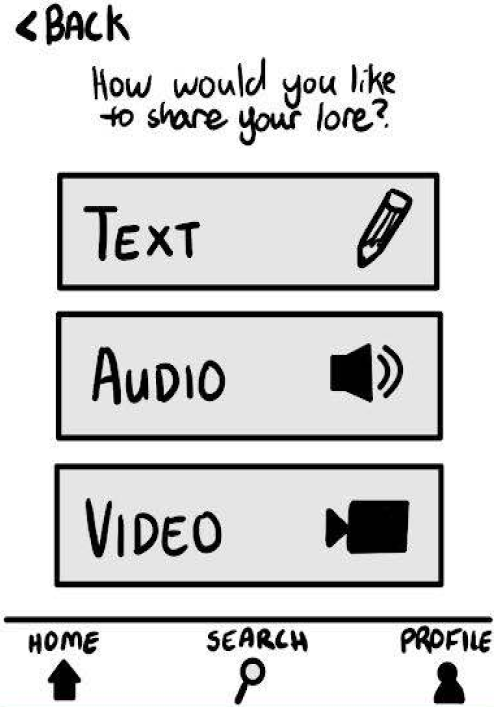 < BACK
How would you like
to share your lore?
TEXT
AUDIO
VIDEO
HOME SEARCH PROFILE